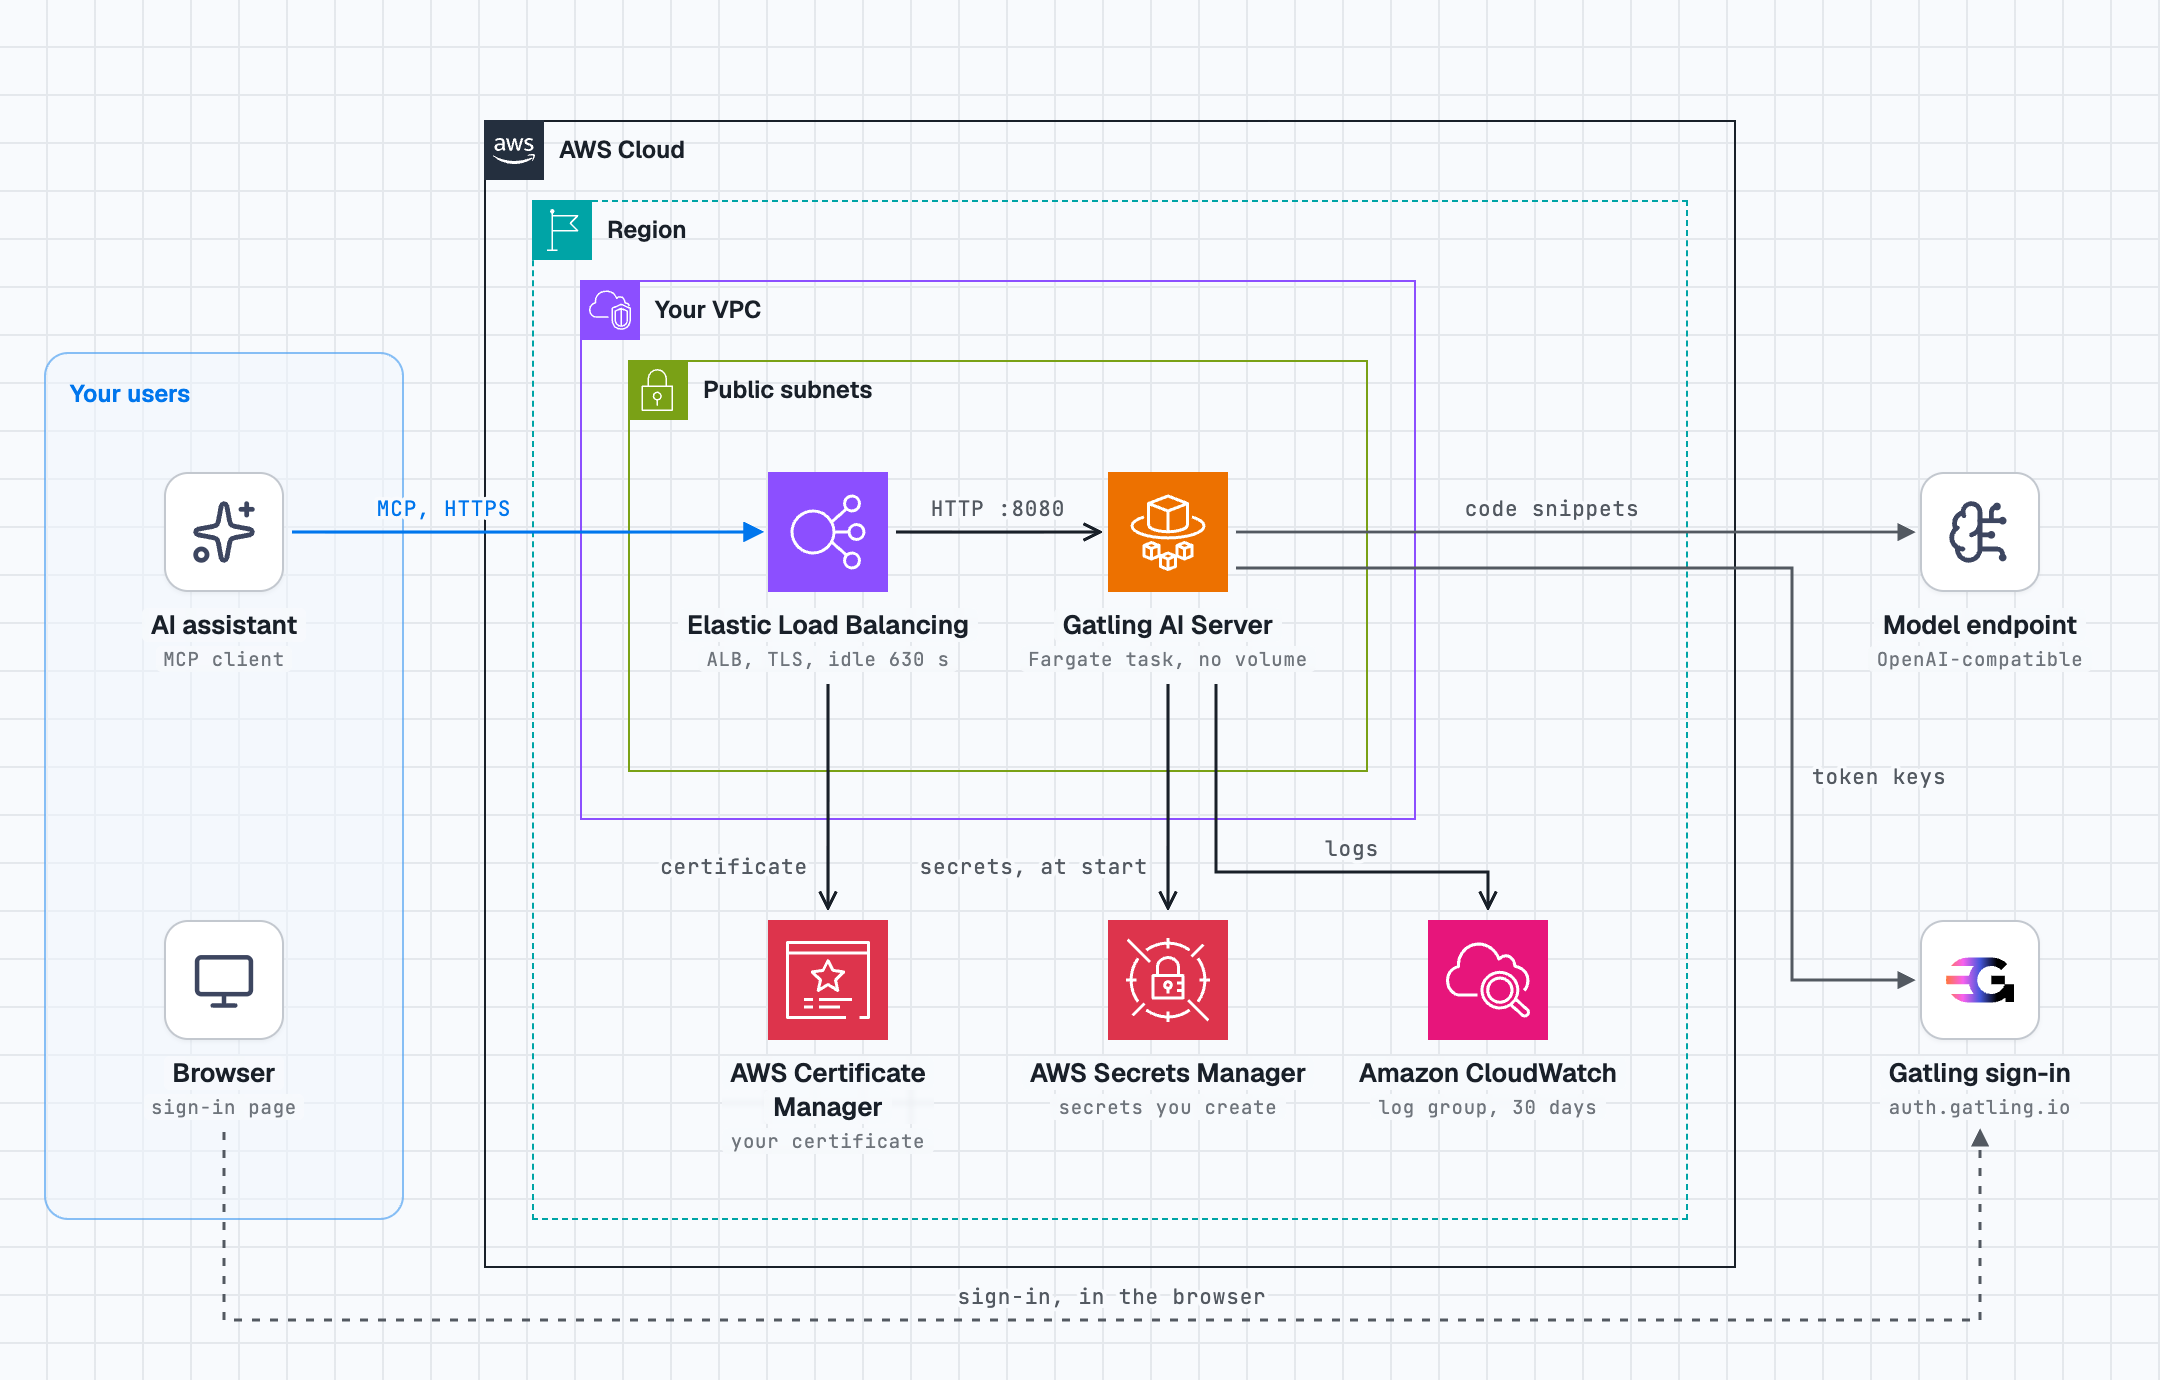 aws
AWS Cloud
Region
Your VPC
Public subnets
Your users
MCP, HTTPS
HTTP :8080
code snippets
AI assistant
MCP client
Elastic Load Balancing
ALB, TLS, idle 630 s
Gatling AI Server
Fargate task, no volume
Model endpoint
OpenAI-compatible
token keys
certificate
secrets, at start
logs
Browser
sign-in page
AWS Certificate
Manager
your certificate
AWS Secrets Manager
secrets you create
Amazon CloudWatch
log group, 30 days
Gatling sign-in
auth.gatling.io
sign-in, in the browser